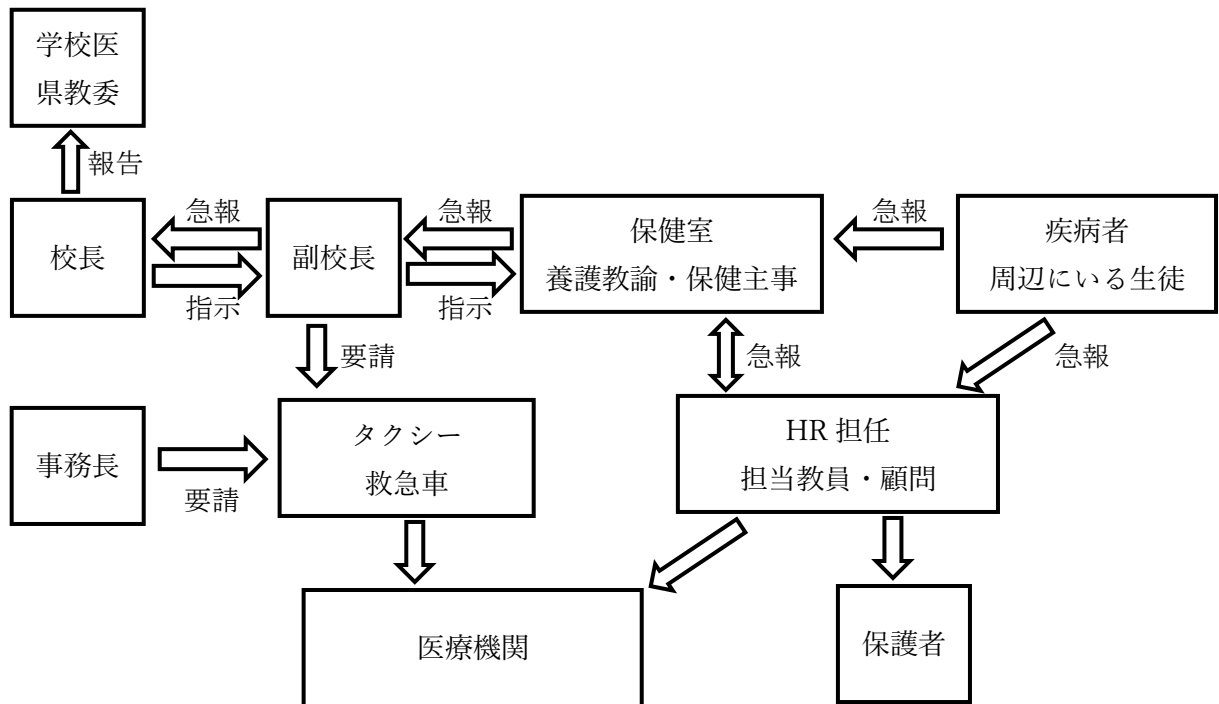 学校医
県教委
報告
急報
急報
急報
校長
副校長
保健室
養護教諭・保健主事
疾病者
周辺にいる生徒
指示
指示
要請
急報
急報
事務長
要請
タクシー
救急車
HR 担任
担当教員・顧問
医療機関
保護者